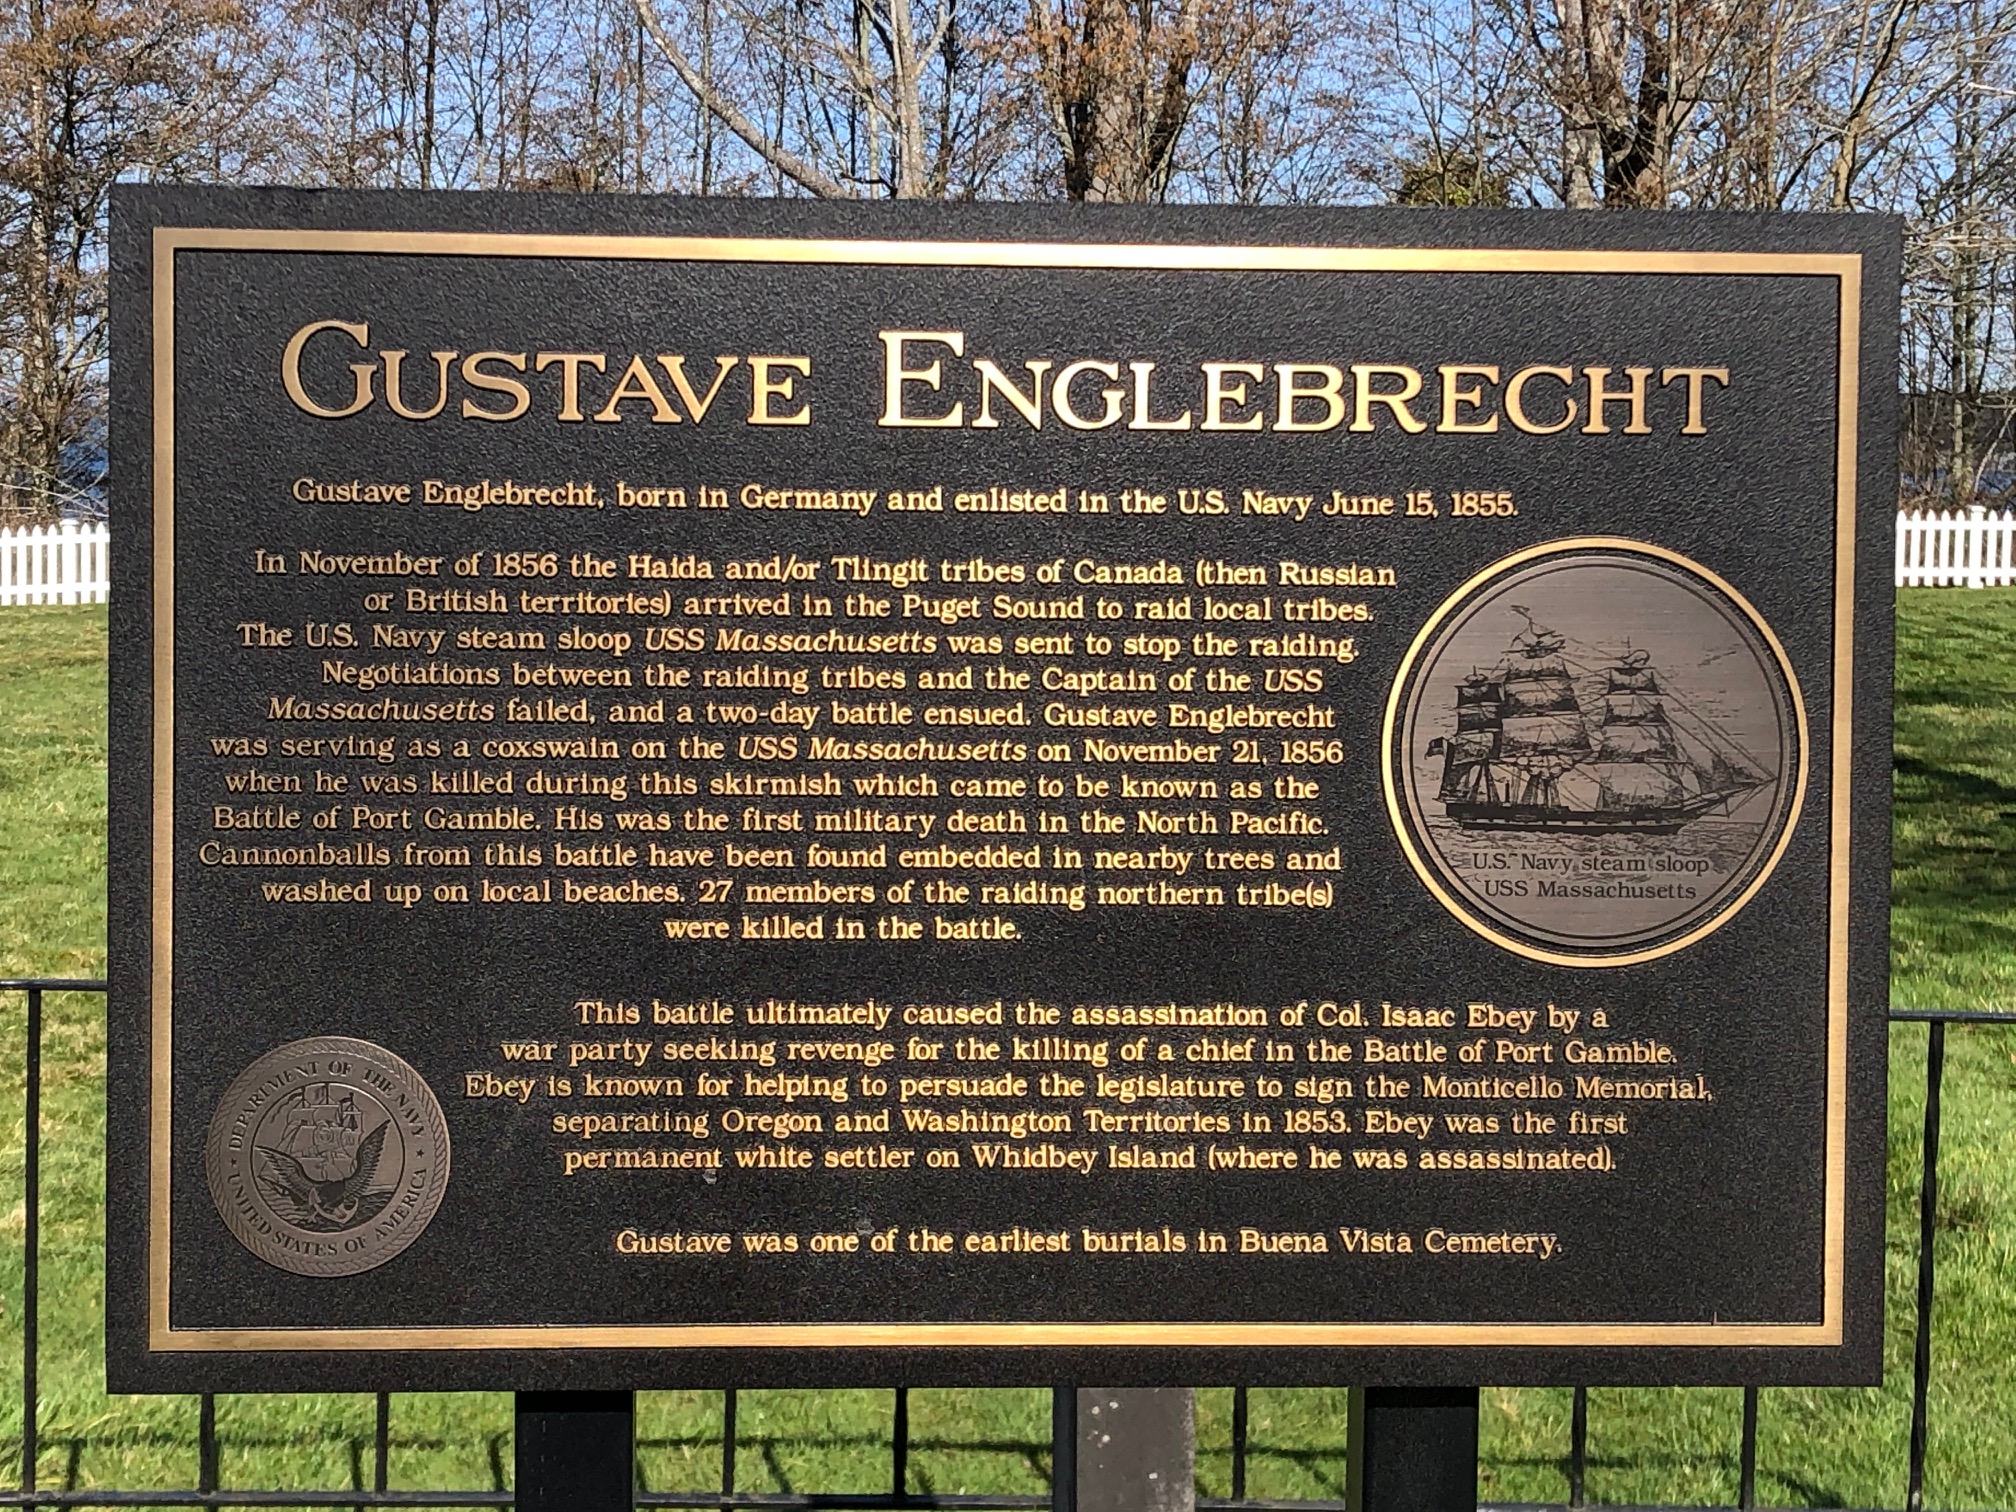 GUSTAVE ENGLEBRECHT
Gustave Englebrecht, born in Germany and enlisted in the U.S. Navy June 15, 1855.
In November of 1856 the Haida and/or Tlingit tribes of Canada (then Russian
or British territories) arrived in the Puget Sound to raid local tribes.
The U.S. Navy steam sloop USS Massachusetts was sent to stop the raiding.
Negotiations between the raiding tribes and the Captain of the USS
Massachusetts failed, and a two-day battle ensued. Gustave Englebrecht
was serving as a coxswain on the USS Massachusetts on November 21, 1856
when he was killed during this skirmish which came to be known as the
Battle of Port Gamble. His was the first military death in the North Pacific.
Cannonballs from this battle have been found embedded in nearby trees and
washed up on local beaches. 27 members of the raiding northern tribe(s)
were killed in the battle.
U.S. Navy steam sloop
USS Massachusetts
This battle ultimately caused the assassination of Col. Isaac Ebey by a
war party seeking revenge for the killing of a chief in the Battle of Port Gamble.
Ebey is known for helping to persuade the legislature to sign the Monticello Memorial,
separating Oregon and Washington Territories in 1853. Ebey was the first
permanent white settler on Whidbey Island (where he was assassinated).
DEPARTMENT OF THE NAVY
UNITED STATES OF AMERICA
Gustave was one of the earliest burials in Buena Vista Cemetery.